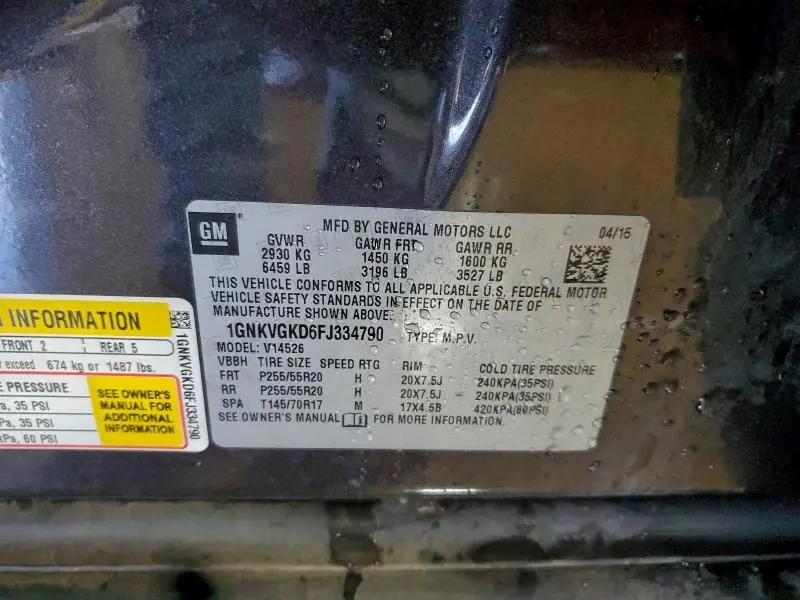 GM
MFD BY GENERAL MOTORS LLC 04/15
GVWR GAWR FRT GAWR RR
2930 KG 1450 KG 1600 KG
6459 LB 3196 LB 3527 LB
THIS VEHICLE CONFORMS TO ALL APPLICABLE U.S. FEDERAL MOTOR
VEHICLE SAFETY STANDARDS IN EFFECT ON THE DATE OF
MANUFACTURE SHOWN ABOVE.
1GNKVGKD6FJ334790 TYPE: M.P.V.
MODEL: V14526
VBBH TIRE SIZE SPEED RTG RIM COLD TIRE PRESSURE
FRT P255/55R20 H 20X7.5J 240KPA(35PSI)
RR P255/55R20 H 20X7.5J 240KPA(35PSI)
SPA T145/70R17 M 17X4.5B 420KPA(60PSI)
SEE OWNER'S MANUAL FOR MORE INFORMATION
INFORMATION
FRONT 2 REAR 5
exceed 674 kg or 1487 lbs.
PRESSURE
35 PSI
35 PSI
60 PSI
SEE OWNER'S
MANUAL FOR
ADDITIONAL
INFORMATION
1GNKVGKD6FJ334790